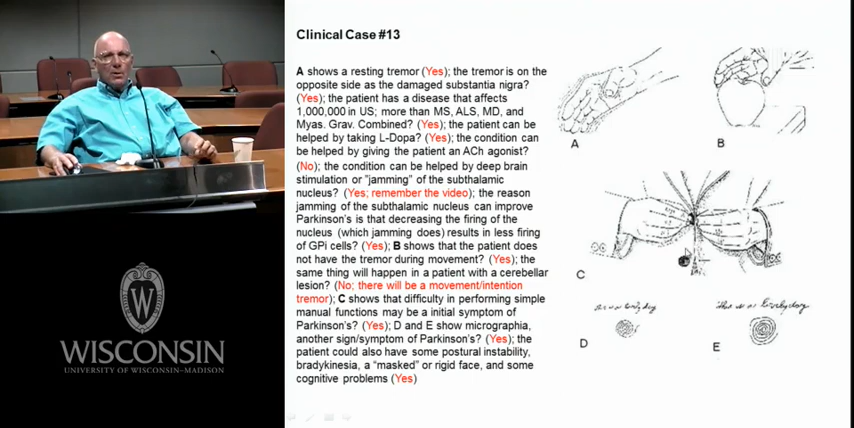 Clinical Case #13
A shows a resting tremor (Yes); the tremor is on the
opposite side as the damaged substantia nigra?
(Yes); the patient has a disease that affects
1,000,000 in US; more than MS, ALS, MD, and
Myas. Grav. Combined? (Yes); the patient can be
helped by taking L-Dopa? (Yes); the condition can
be helped by giving the patient an ACh agonist?
(No); the condition can be helped by deep brain
stimulation or "jamming" of the subthalamic
nucleus? (Yes; remember the video); the reason
jamming of the subthalamic nucleus can improve
Parkinson's is that decreasing the firing of the
nucleus (which jamming does) results in less firing
of GPi cells? (Yes); B shows that the patient does
not have the tremor during movement? (Yes); the
same thing will happen in a patient with a cerebellar
lesion? (No; there will be a movement/intention
tremor); C shows that difficulty in performing simple
manual functions may be a initial symptom of
Parkinson's? (Yes); D and E show micrographia,
another sign/symptom of Parkinson's? (Yes); the
patient could also have some postural instability,
bradykinesia, a "masked" or rigid face, and some
cognitive problems (Yes)
A
B
C
D
E
W
WISCONSIN
UNIVERSITY OF WISCONSIN–MADISON